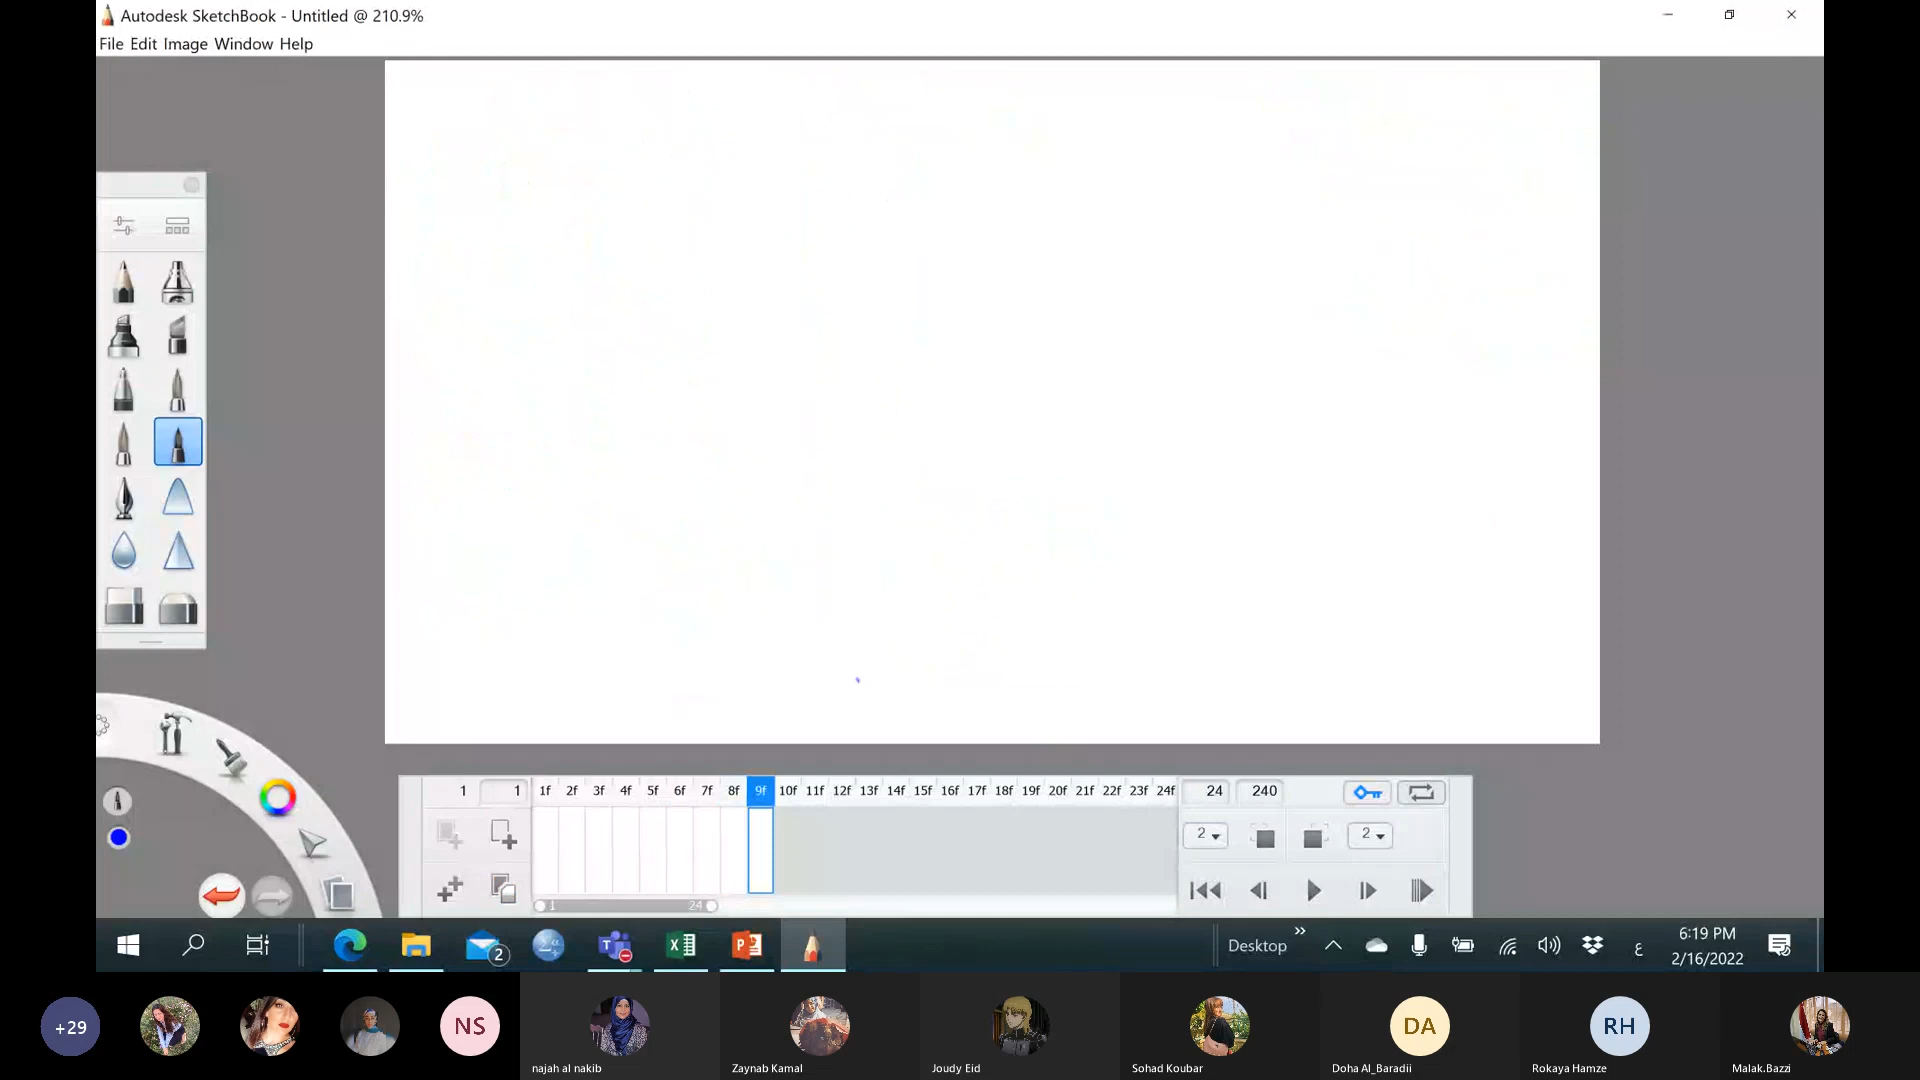 Autodesk SketchBook - Untitled @ 210.9%
File Edit Image Window Help
1 1 1f 2f 3f 4f 5f 6f 7f 8f 9f 10f 11f 12f 13f 14f 15f 16f 17f 18f 19f 20f 21f 22f 23f 24f 24 240
2 2
1 24
2 Desktop ع 6:19 PM
2/16/2022
+29 NS DA RH
najah al nakib Zaynab Kamal Joudy Eid Sohad Koubar Doha Al_Baradii Rokaya Hamze Malak.Bazzi